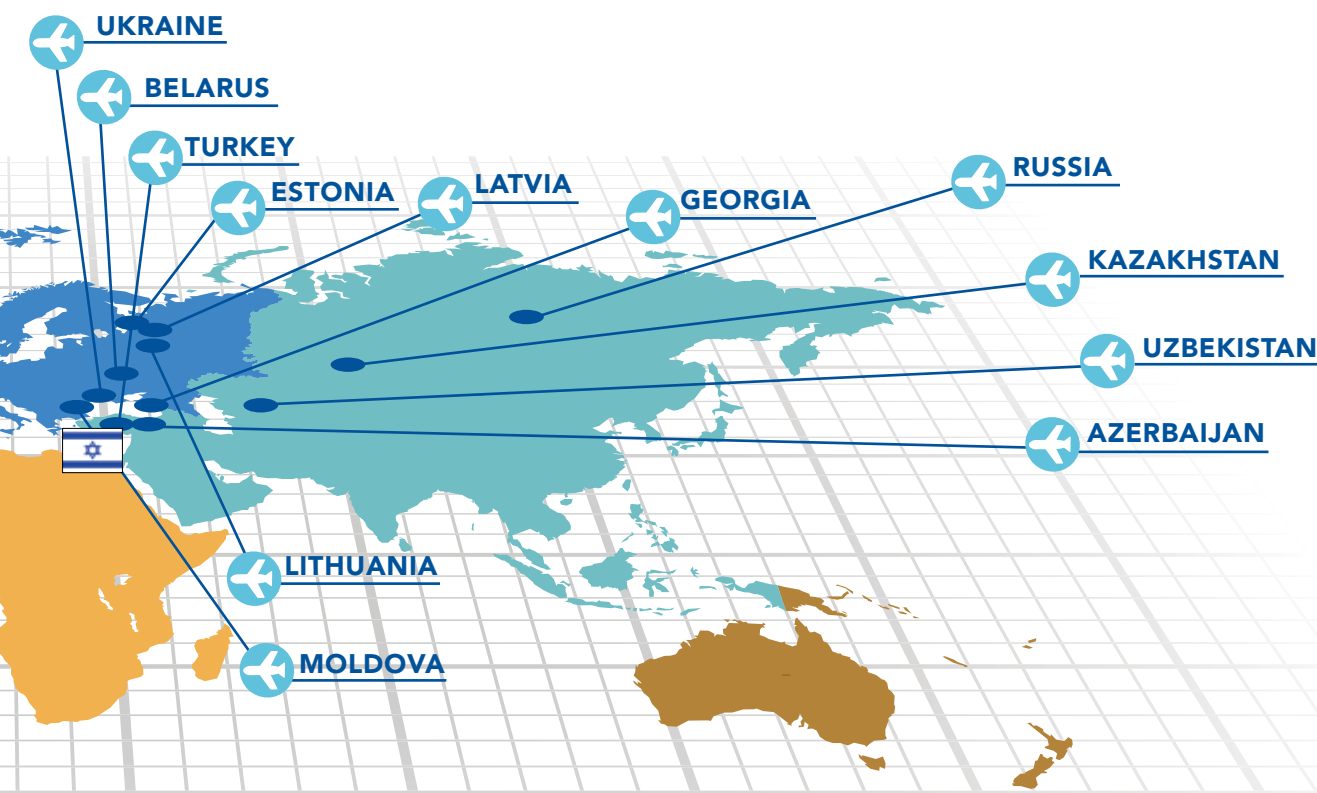 UKRAINE
BELARUS
TURKEY
ESTONIA
LATVIA
GEORGIA
RUSSIA
KAZAKHSTAN
UZBEKISTAN
AZERBAIJAN
LITHUANIA
MOLDOVA